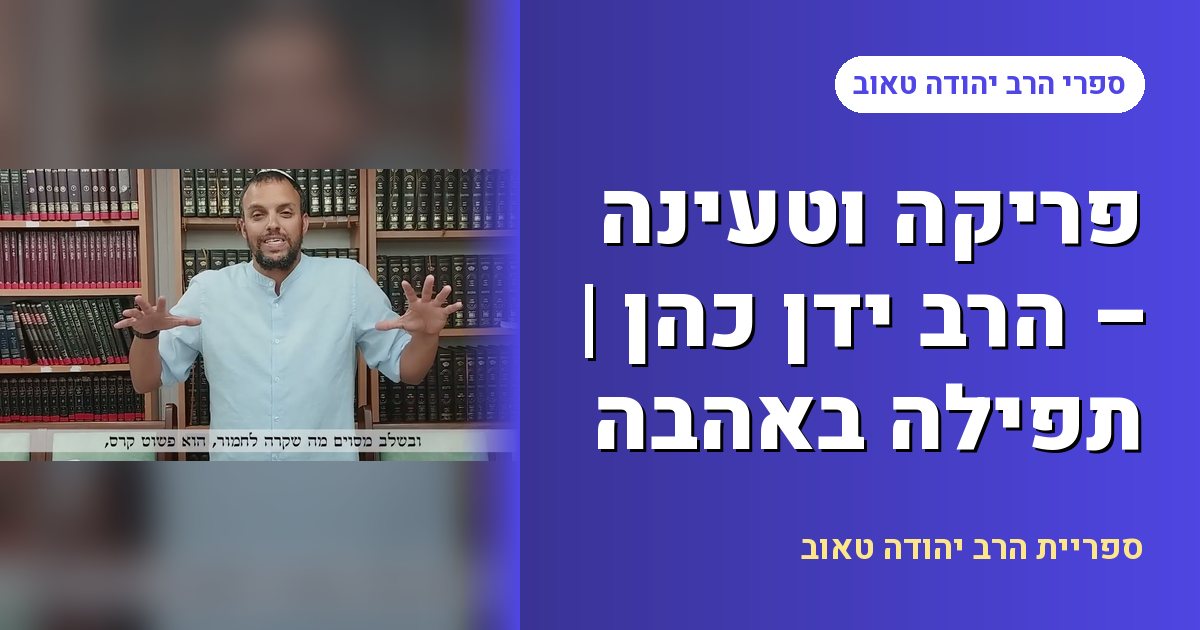 ספרי הרב יהודה טאוב
פריקה וטעינה
– הרב ידן כהן |
תפילה באהבה
ספריית הרב יהודה טאוב
ובשלב מסוים מה שקרה לחמור, הוא פשוט קרס,